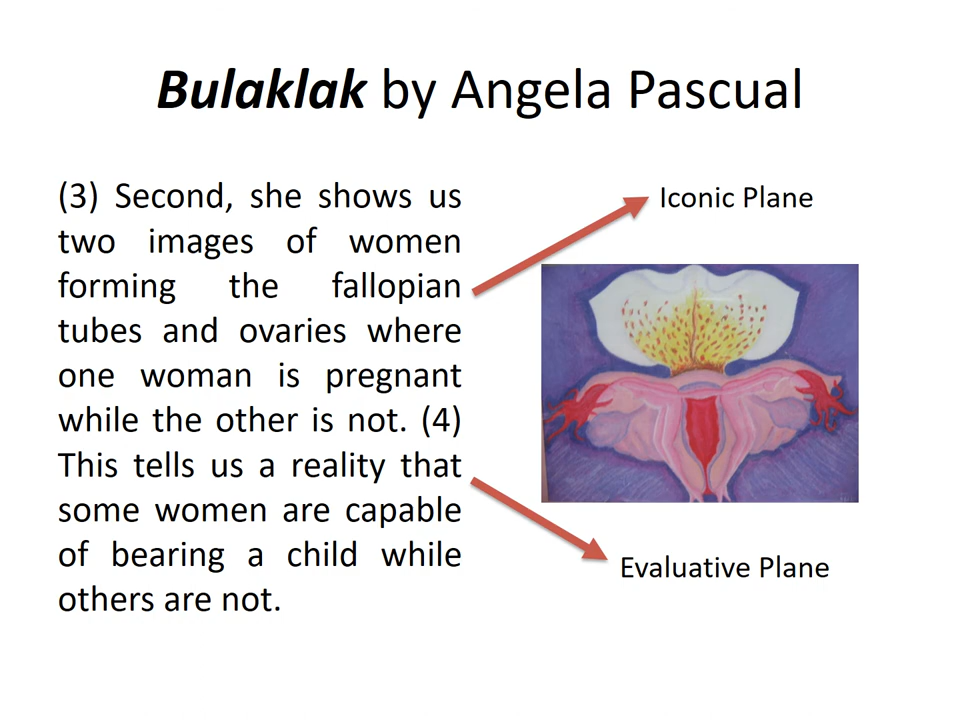 Bulaklak by Angela Pascual
(3) Second, she shows us
two images of women
forming the fallopian
tubes and ovaries where
one woman is pregnant
while the other is not. (4)
This tells us a reality that
some women are capable
of bearing a child while
others are not.
Iconic Plane
Evaluative Plane